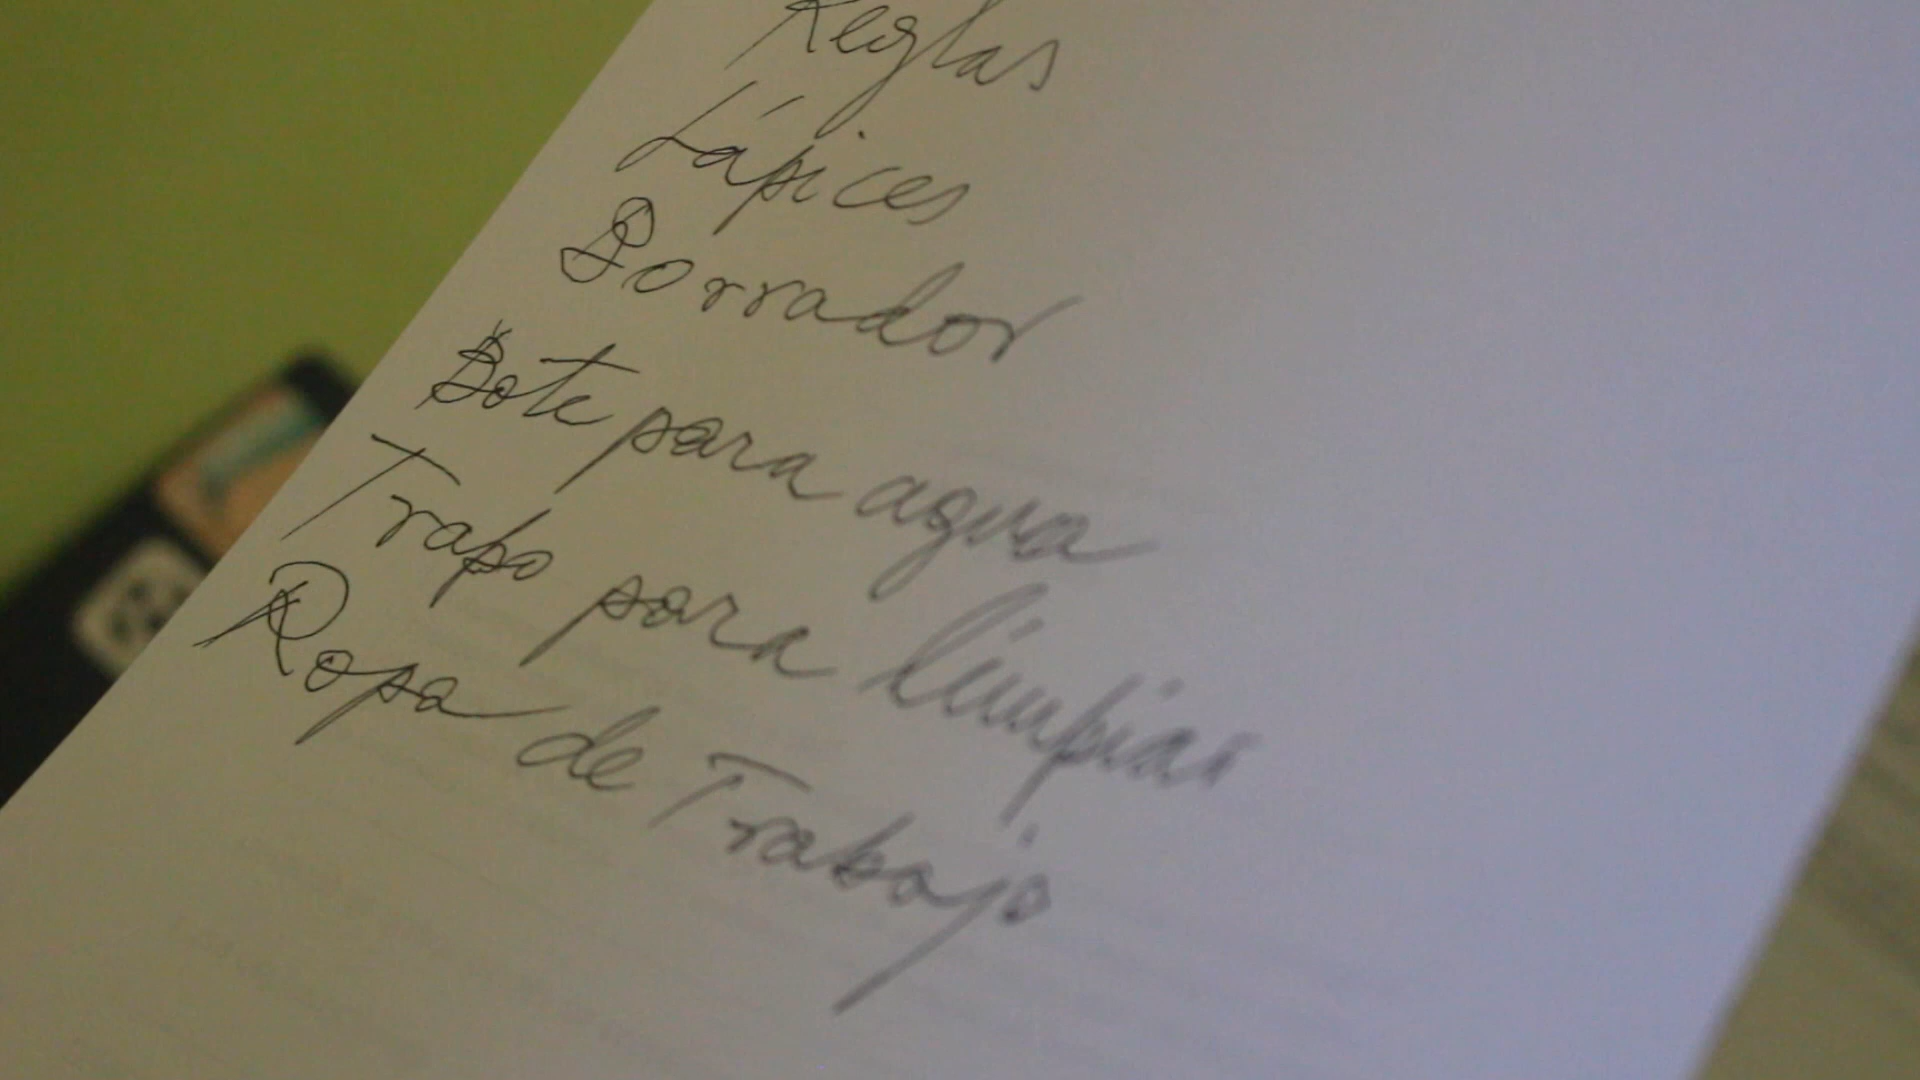 Reglas
Lápices
Borrador
Bote para agua
Trapo para limpiar
Ropa de Trabajo